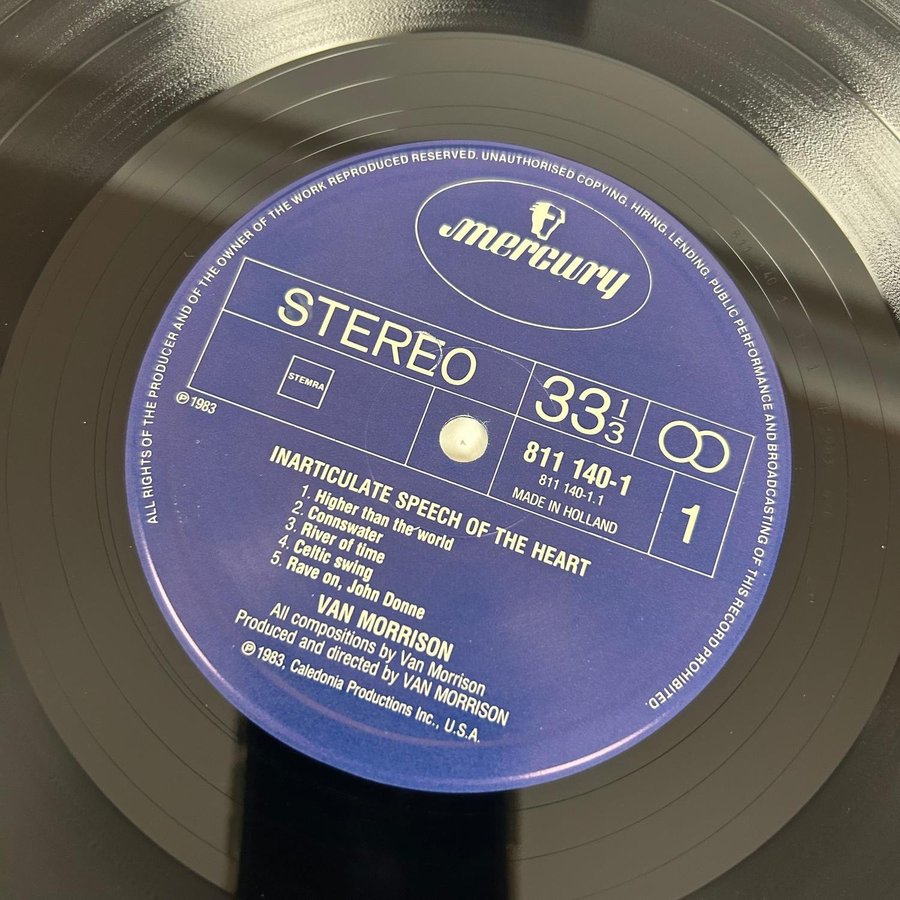 ALL RIGHTS OF THE PRODUCER AND OF THE OWNER OF THE WORK REPRODUCED RESERVED. UNAUTHORISED COPYING, HIRING, LENDING, PUBLIC PERFORMANCE AND BROADCASTING OF THIS RECORD PROHIBITED.
mercury
STEREO
33 1/3
STEMRA
811 140-1
811 140-1.1
MADE IN HOLLAND
1
℗ 1983
INARTICULATE SPEECH OF THE HEART
1. Higher than the world
2. Connswater
3. River of time
4. Celtic swing
5. Rave on, John Donne
VAN MORRISON
All compositions by Van Morrison
Produced and directed by VAN MORRISON
℗ 1983, Caledonia Productions Inc., U.S.A.